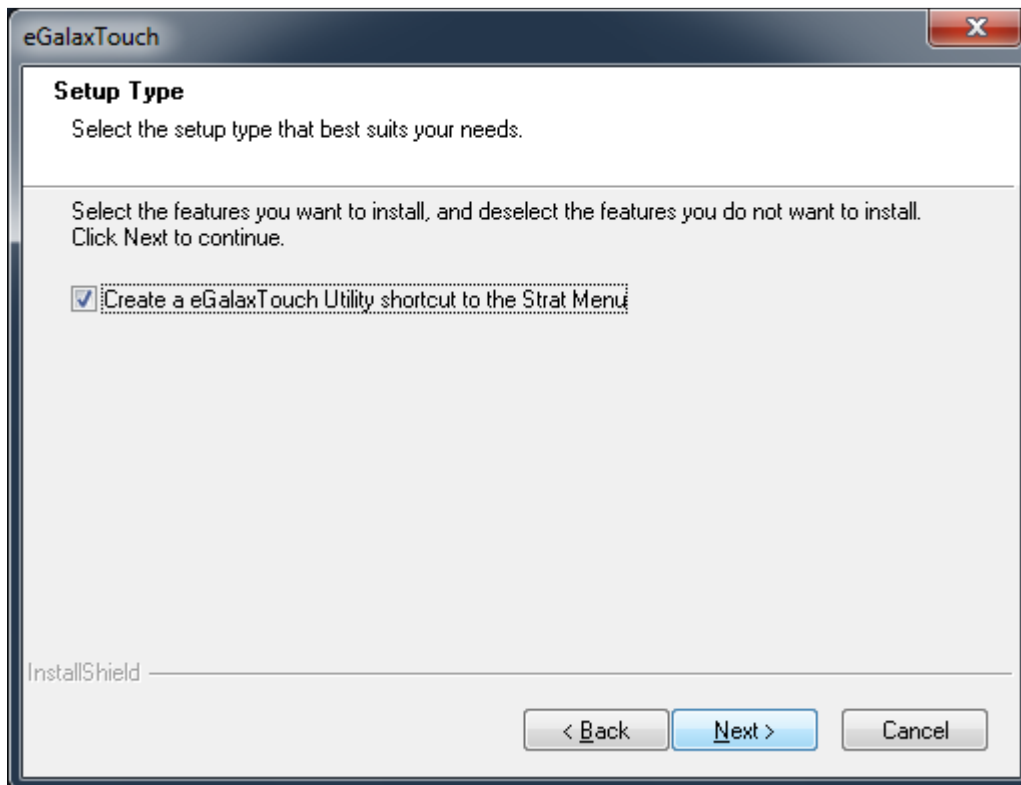 eGalaxTouch
Setup Type
Select the setup type that best suits your needs.
Select the features you want to install, and deselect the features you do not want to install.
Click Next to continue.
Create a eGalaxTouch Utility shortcut to the Strat Menu
InstallShield
< Back
Next >
Cancel